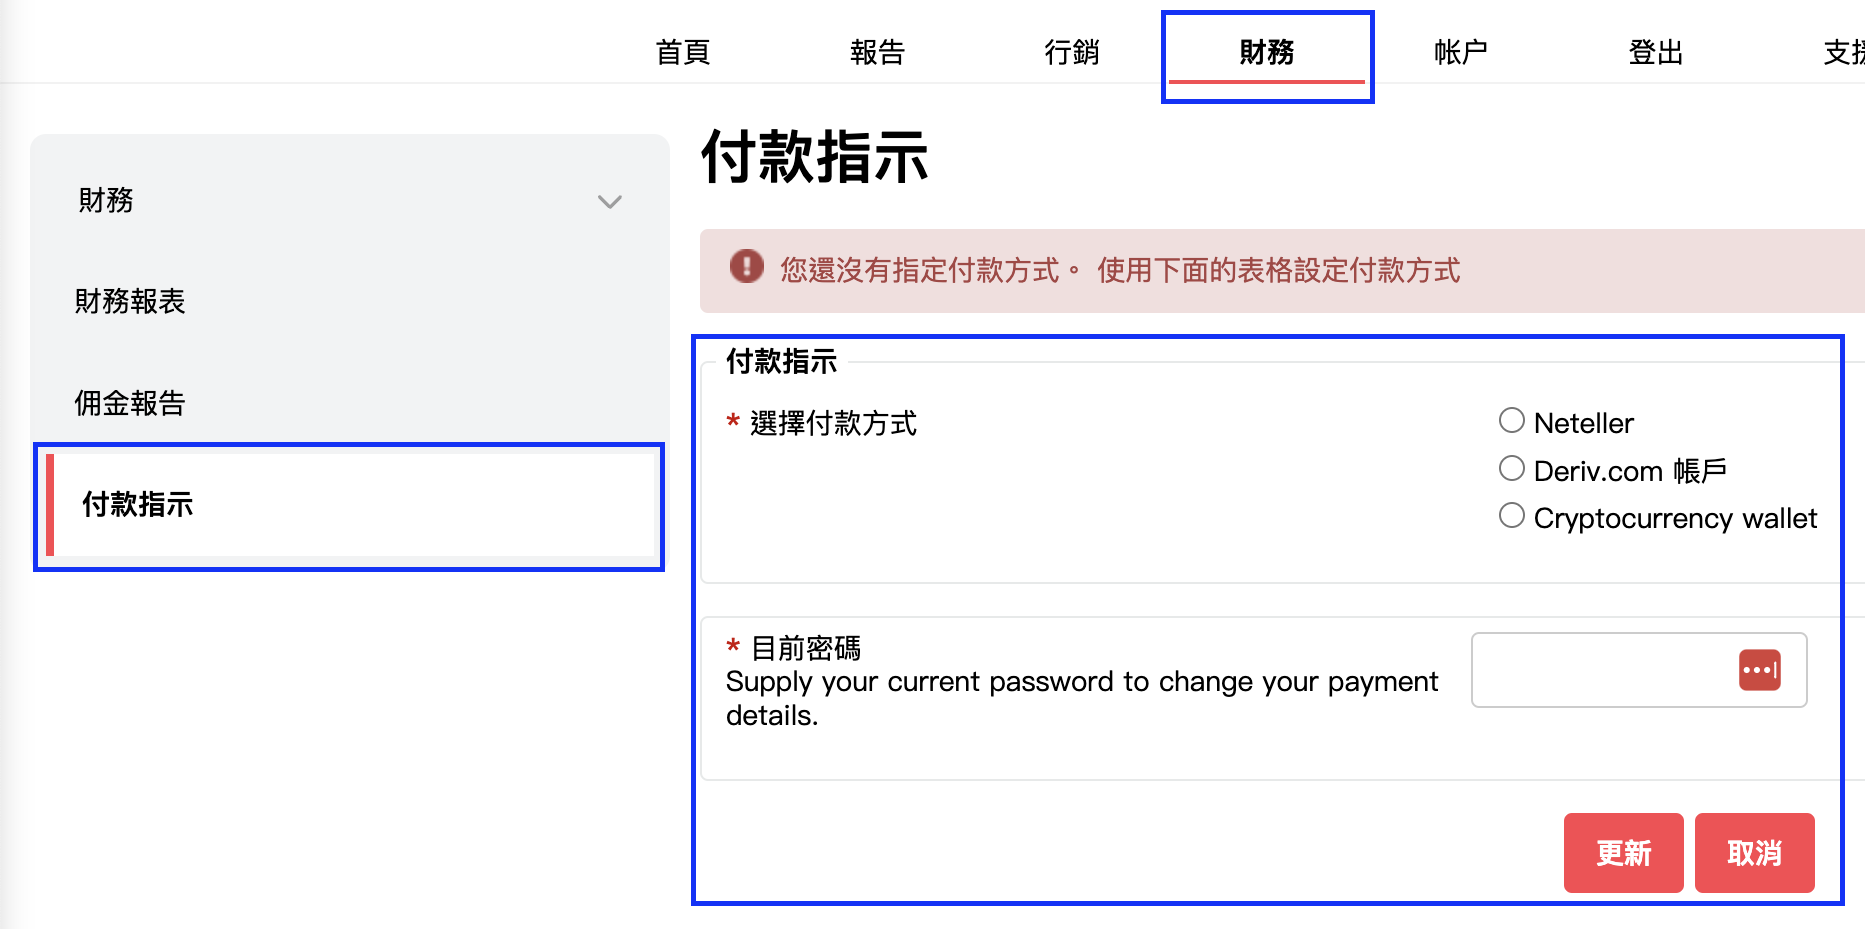 首頁 報告 行銷 財務 帐户 登出 支援
財務
財務報表
佣金報告
付款指示
付款指示
您還沒有指定付款方式。 使用下面的表格設定付款方式
付款指示
* 選擇付款方式
Neteller
Deriv.com 帳戶
Cryptocurrency wallet
* 目前密碼
Supply your current password to change your payment
details.
更新 取消